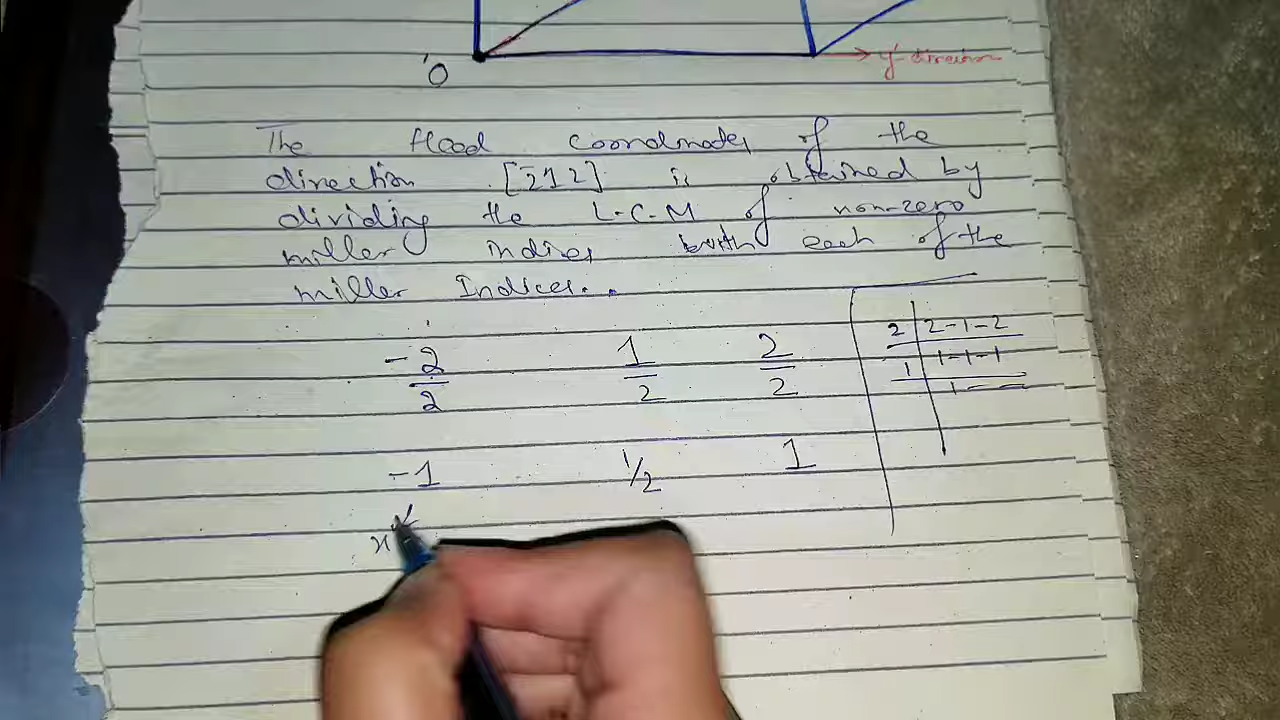 y-direction
'O
The Head coordinates of the
direction [2̄12] is obtained by
dividing the L.C.M of non-zero
miller indices with each of the
miller Indices.
-2/2 1/2 2/2
-1 1/2 1
x
2 | 2-1-2
1 | 1-1-1
1